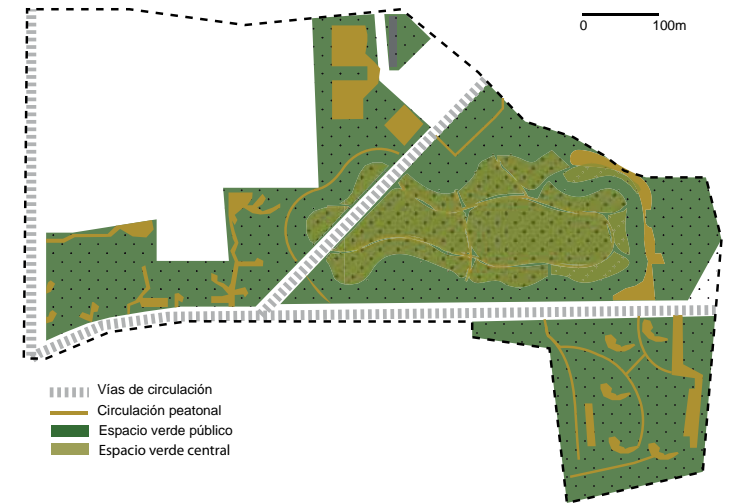 0 100m
Vías de circulación
Circulación peatonal
Espacio verde público
Espacio verde central